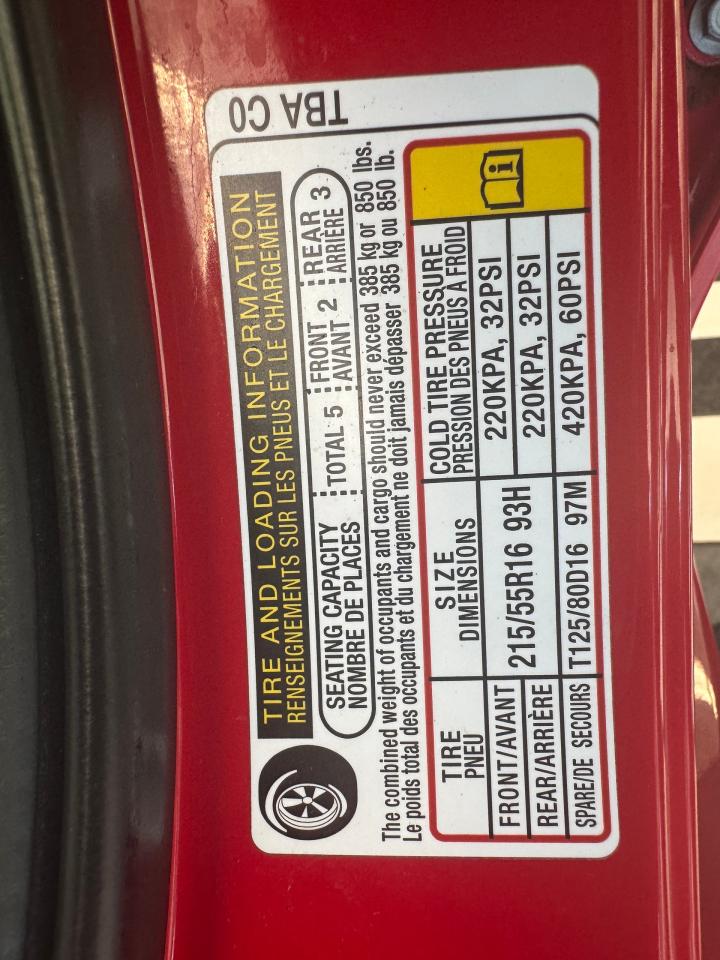 TBA C0
TIRE AND LOADING INFORMATION
RENSEIGNEMENTS SUR LES PNEUS ET LE CHARGEMENT
SEATING CAPACITY
NOMBRE DE PLACES
TOTAL 5
FRONT
AVANT 2
REAR
ARRIÈRE 3
The combined weight of occupants and cargo should never exceed 385 kg or 850 lbs.
Le poids total des occupants et du chargement ne doit jamais dépasser 385 kg ou 850 lb.
TIRE
PNEU
SIZE
DIMENSIONS
COLD TIRE PRESSURE
PRESSION DES PNEUS A FROID
FRONT/AVANT
215/55R16 93H
220KPA, 32PSI
REAR/ARRIÈRE
220KPA, 32PSI
SPARE/DE SECOURS
T125/80D16 97M
420KPA, 60PSI